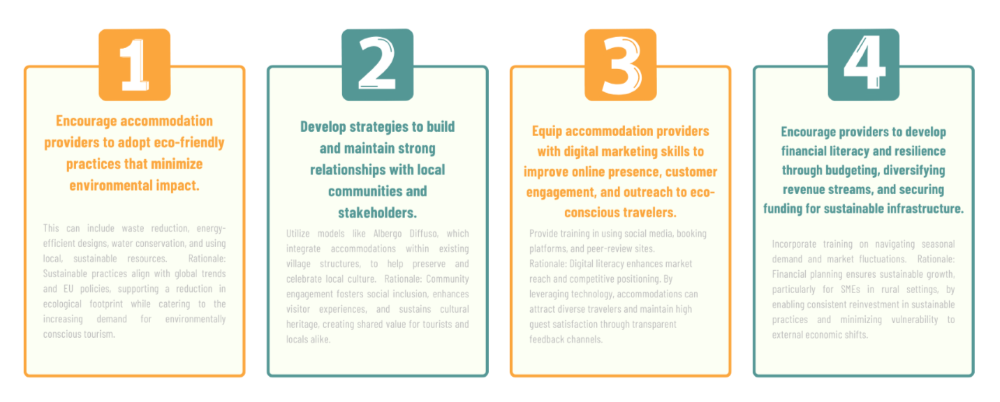 1
Encourage accommodation
providers to adopt eco-friendly
practices that minimize
environmental impact.
This can include waste reduction, energy-
efficient designs, water conservation, and using
local, sustainable resources. Rationale:
Sustainable practices align with global trends
and EU policies, supporting a reduction in
ecological footprint while catering to the
increasing demand for environmentally
conscious tourism.
2
Develop strategies to build
and maintain strong
relationships with local
communities and
stakeholders.
Utilize models like Albergo Diffuso, which
integrate accommodations within existing
village structures, to help preserve and
celebrate local culture. Rationale: Community
engagement fosters social inclusion, enhances
visitor experiences, and sustains cultural
heritage, creating shared value for tourists and
locals alike.
3
Equip accommodation providers
with digital marketing skills to
improve online presence, customer
engagement, and outreach to eco-
conscious travelers.
Provide training in using social media, booking
platforms, and peer-review sites.
Rationale: Digital literacy enhances market
reach and competitive positioning. By
leveraging technology, accommodations can
attract diverse travelers and maintain high
guest satisfaction through transparent
feedback channels.
4
Encourage providers to develop
financial literacy and resilience
through budgeting, diversifying
revenue streams, and securing
funding for sustainable infrastructure.
Incorporate training on navigating seasonal
demand and market fluctuations. Rationale:
Financial planning ensures sustainable growth,
particularly for SMEs in rural settings, by
enabling consistent reinvestment in sustainable
practices and minimizing vulnerability to
external economic shifts.